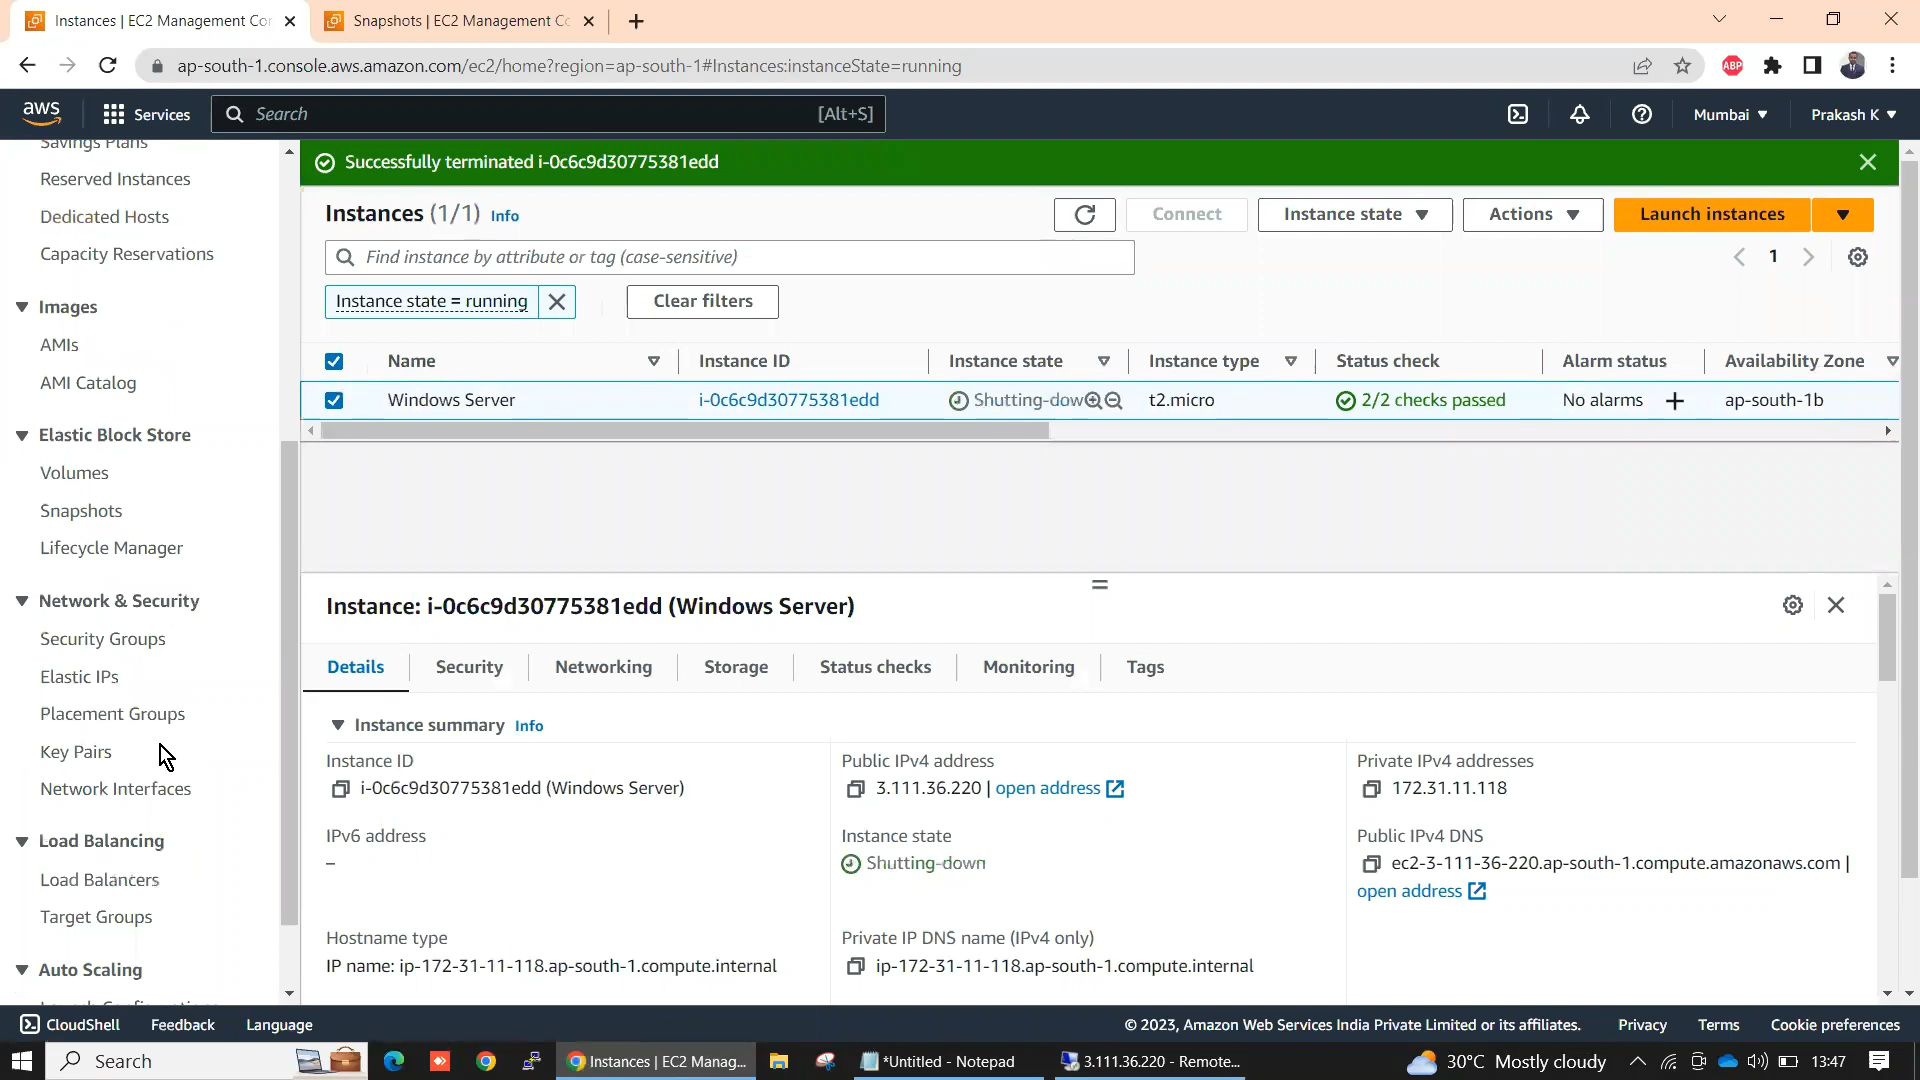 Instances | EC2 Management Con
Snapshots | EC2 Management Co
ap-south-1.console.aws.amazon.com/ec2/home?region=ap-south-1#Instances:instanceState=running
ABP
aws
Services
Search
[Alt+S]
Mumbai
Prakash K
Savings Plans
Reserved Instances
Dedicated Hosts
Capacity Reservations
Images
AMIs
AMI Catalog
Elastic Block Store
Volumes
Snapshots
Lifecycle Manager
Network & Security
Security Groups
Elastic IPs
Placement Groups
Key Pairs
Network Interfaces
Load Balancing
Load Balancers
Target Groups
Auto Scaling
Successfully terminated i-0c6c9d30775381edd
Instances (1/1) Info
Connect
Instance state
Actions
Launch instances
Find instance by attribute or tag (case-sensitive)
1
Instance state = running
Clear filters
Name Instance ID Instance state Instance type Status check Alarm status Availability Zone
Windows Server i-0c6c9d30775381edd Shutting-dow t2.micro 2/2 checks passed No alarms ap-south-1b
Instance: i-0c6c9d30775381edd (Windows Server)
Details Security Networking Storage Status checks Monitoring Tags
Instance summary Info
Instance ID
i-0c6c9d30775381edd (Windows Server)
Public IPv4 address
3.111.36.220 | open address
Private IPv4 addresses
172.31.11.118
IPv6 address
–
Instance state
Shutting-down
Public IPv4 DNS
ec2-3-111-36-220.ap-south-1.compute.amazonaws.com |
open address
Hostname type
IP name: ip-172-31-11-118.ap-south-1.compute.internal
Private IP DNS name (IPv4 only)
ip-172-31-11-118.ap-south-1.compute.internal
CloudShell Feedback Language
© 2023, Amazon Web Services India Private Limited or its affiliates. Privacy Terms Cookie preferences
Search
Instances | EC2 Manag...
*Untitled - Notepad
3.111.36.220 - Remote...
30°C Mostly cloudy
13:47